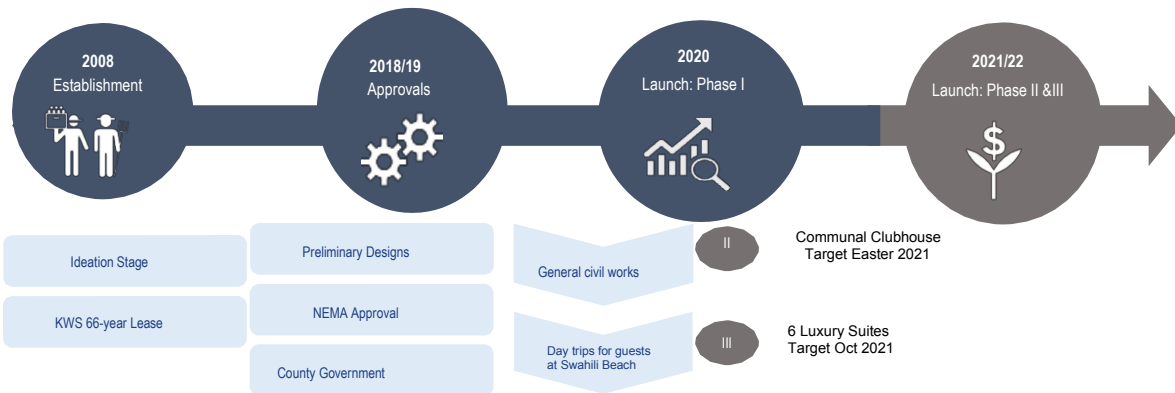 2008
Establishment
2018/19
Approvals
2020
Launch: Phase I
2021/22
Launch: Phase II &III
$
Ideation Stage
KWS 66-year Lease
Preliminary Designs
NEMA Approval
County Government
General civil works
Day trips for guests
at Swahili Beach
II
Communal Clubhouse
Target Easter 2021
III
6 Luxury Suites
Target Oct 2021